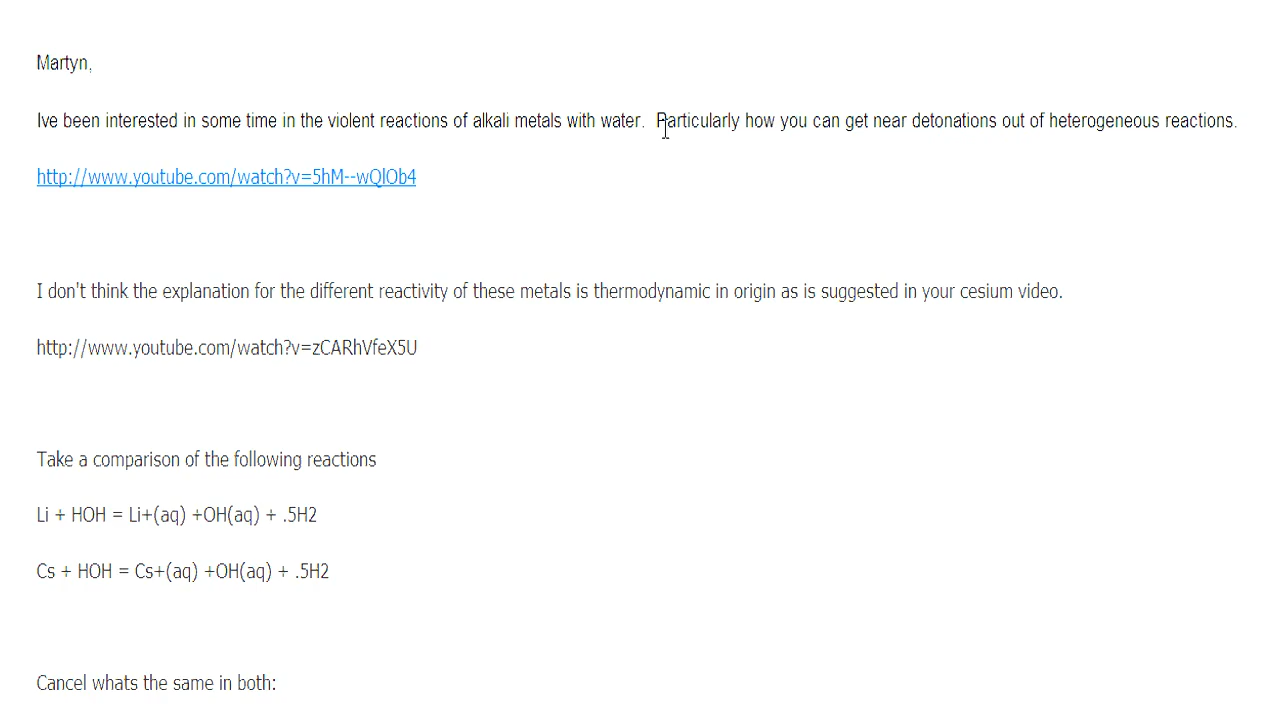 Martyn,
Ive been interested in some time in the violent reactions of alkali metals with water.  Particularly how you can get near detonations out of heterogeneous reactions.
http://www.youtube.com/watch?v=5hM--wQlOb4
I don't think the explanation for the different reactivity of these metals is thermodynamic in origin as is suggested in your cesium video.
http://www.youtube.com/watch?v=zCARhVfeX5U
Take a comparison of the following reactions
Li + HOH = Li+(aq) +OH(aq) + .5H2
Cs + HOH = Cs+(aq) +OH(aq) + .5H2
Cancel whats the same in both: